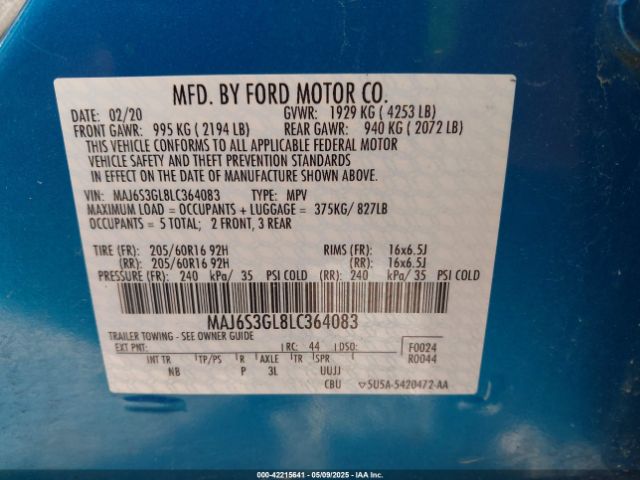 MFD. BY FORD MOTOR CO.
DATE: 02/20 GVWR: 1929 KG ( 4253 LB)
FRONT GAWR: 995 KG ( 2194 LB) REAR GAWR: 940 KG ( 2072 LB)
THIS VEHICLE CONFORMS TO ALL APPLICABLE FEDERAL MOTOR
VEHICLE SAFETY AND THEFT PREVENTION STANDARDS
IN EFFECT ON THE DATE OF MANUFACTURE SHOWN ABOVE.
VIN: MAJ6S3GL8LC364083 TYPE: MPV
MAXIMUM LOAD = OCCUPANTS + LUGGAGE = 375KG/ 827LB
OCCUPANTS = 5 TOTAL; 2 FRONT, 3 REAR
TIRE (FR): 205/60R16 92H RIMS (FR): 16x6.5J
(RR): 205/60R16 92H (RR): 16x6.5J
PRESSURE (FR): 240 kPa/ 35 PSI COLD (RR): 240 kPa/ 35 PSI COLD
MAJ6S3GL8LC364083
TRAILER TOWING - SEE OWNER GUIDE
EXT PNT: RC: 44 DSO: F0024
INT TR TP/PS R AXLE TR SPR R0044
NB P 3L UUJJ
CBU 5U5A-5420472-AA
000-42215641 - 05/09/2025 - IAAI Inc.